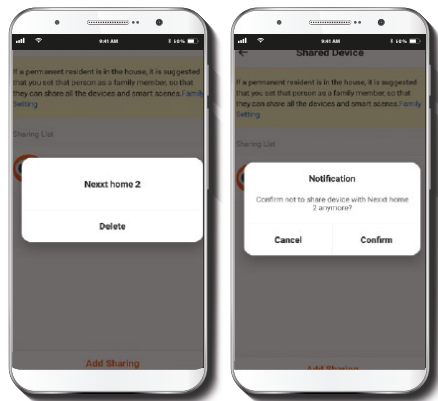 9:41 AM
50%
If a permanent resident is in the house, it is suggested
that you set that person as a family member, so that
they can share all the devices and smart scenes.Family
Setting
Sharing List
Nexxt home 2
Delete
Add Sharing
9:41 AM
50%
Shared Device
If a permanent resident is in the house, it is suggested
that you set that person as a family member, so that
they can share all the devices and smart scenes.Family
Setting
Sharing List
Notification
Confirm not to share device with Nexxt home
2 anymore?
Cancel
Confirm
Add Sharing